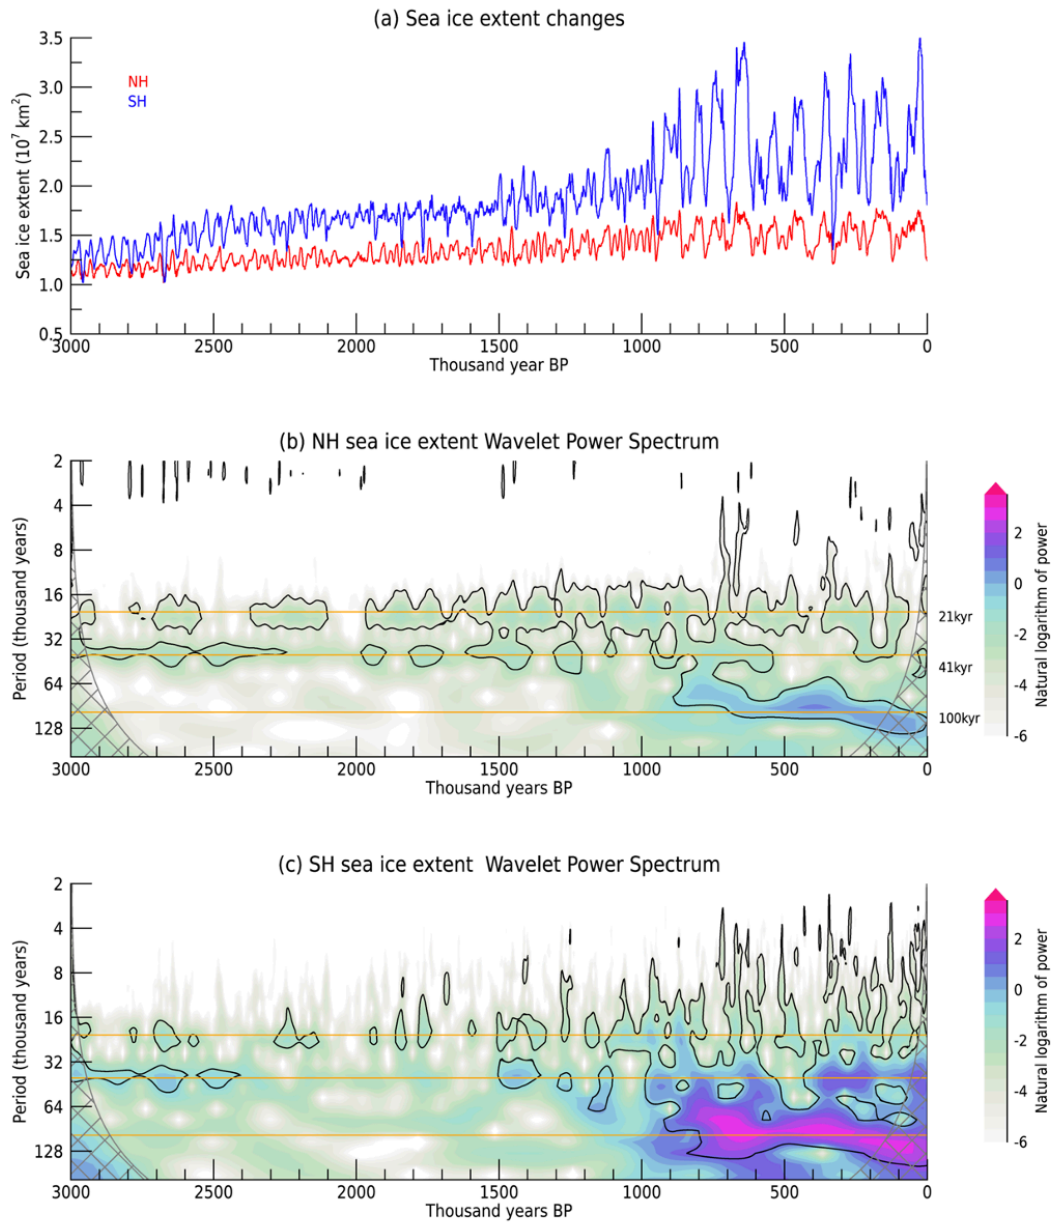 (a) Sea ice extent changes
3.5
3.0
2.5
2.0
1.5
1.0
0.5
Sea ice extent (10⁷ km²)
NH
SH
3000 2500 2000 1500 1000 500 0
Thousand year BP
(b) NH sea ice extent Wavelet Power Spectrum
2
4
8
16
32
64
128
Period (thousand years)
21kyr
41kyr
100kyr
3000 2500 2000 1500 1000 500 0
Thousand years BP
2
0
-2
-4
-6
Natural logarithm of power
(c) SH sea ice extent Wavelet Power Spectrum
2
4
8
16
32
64
128
Period (thousand years)
3000 2500 2000 1500 1000 500 0
Thousand years BP
2
0
-2
-4
-6
Natural logarithm of power